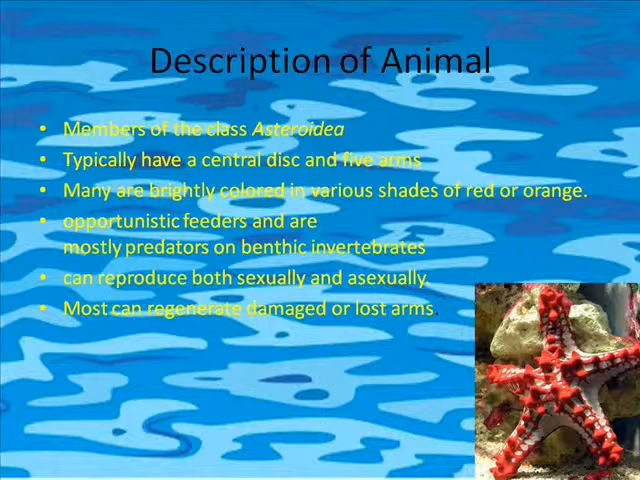 Description of Animal
• Members of the class Asteroidea
• Typically have a central disc and five arms
• Many are brightly colored in various shades of red or orange.
• opportunistic feeders and are
mostly predators on benthic invertebrates
• can reproduce both sexually and asexually
• Most can regenerate damaged or lost arms.